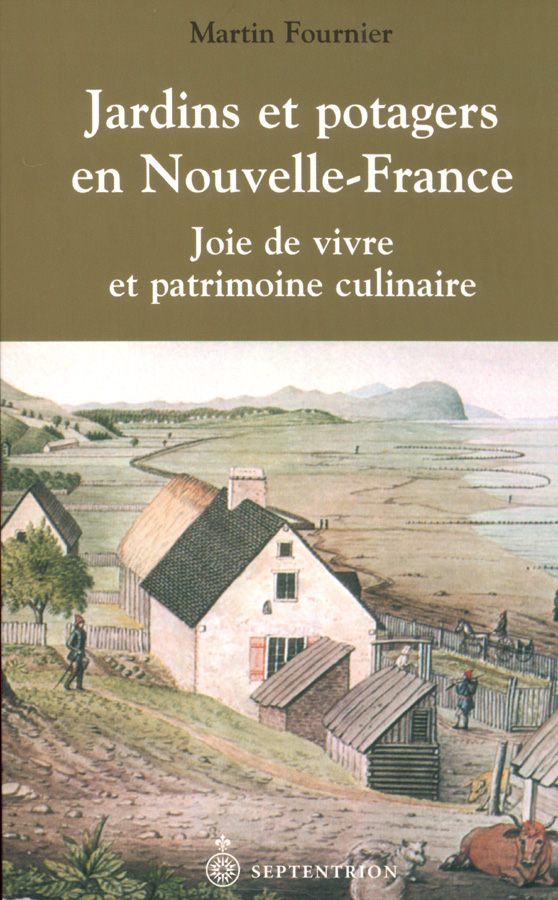 Martin Fournier
Jardins et potagers
en Nouvelle-France
Joie de vivre
et patrimoine culinaire
SEPTENTRION